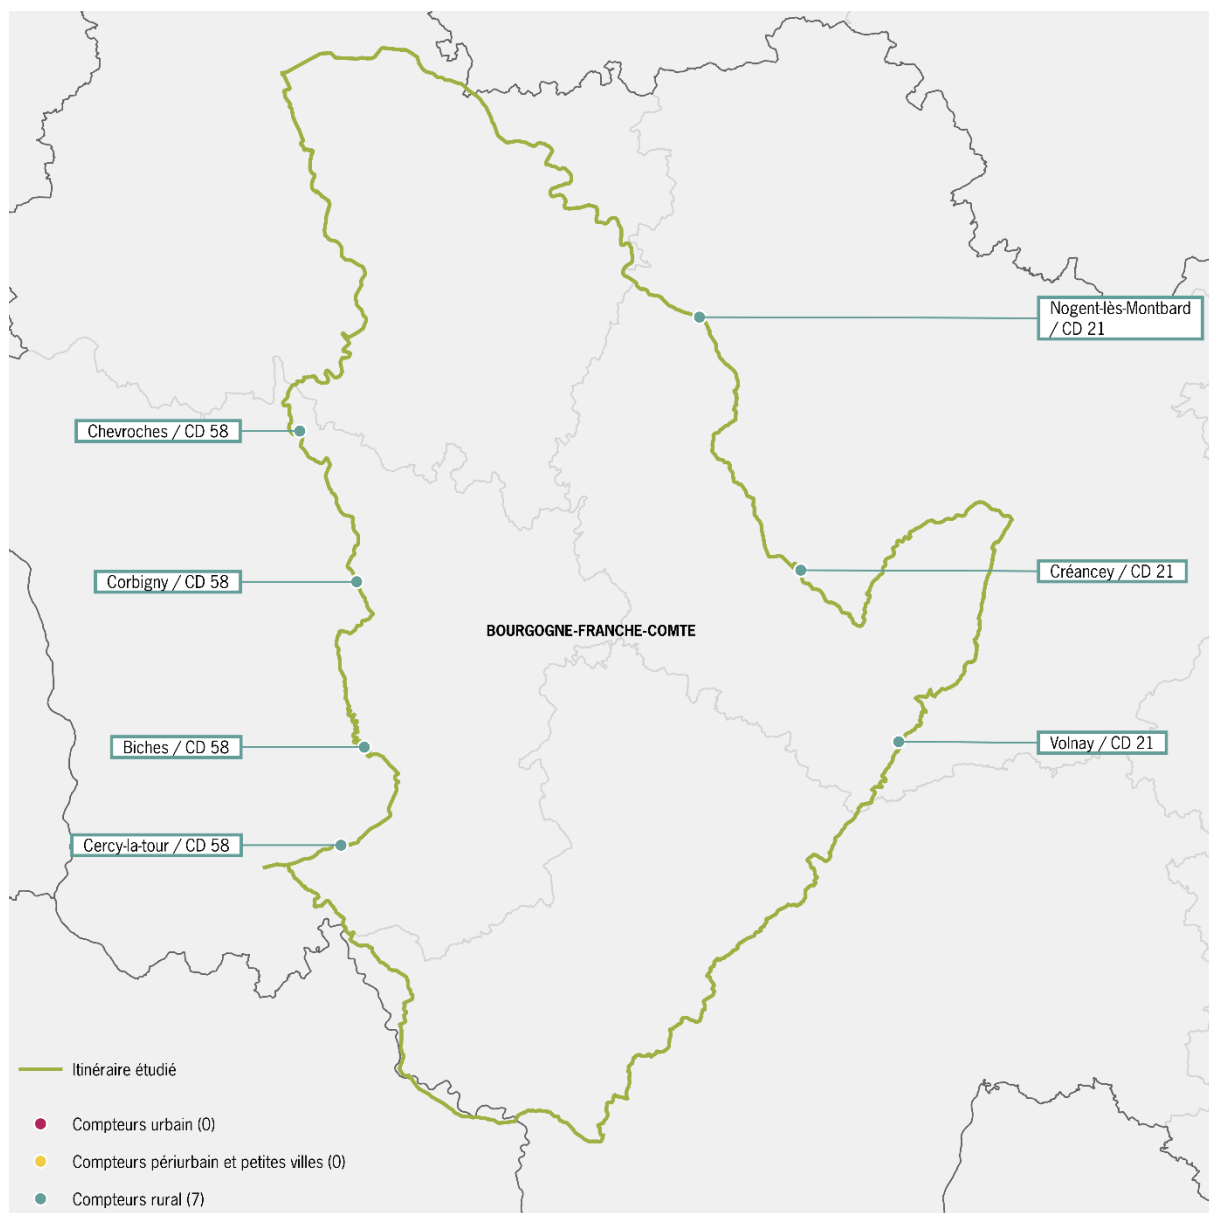 Nogent-lès-Montbard
/ CD 21
Chevroches / CD 58
Corbigny / CD 58
Créancey / CD 21
BOURGOGNE-FRANCHE-COMTE
Biches / CD 58
Volnay / CD 21
Cercy-la-tour / CD 58
Itinéraire étudié
Compteurs urbain (0)
Compteurs périurbain et petites villes (0)
Compteurs rural (7)